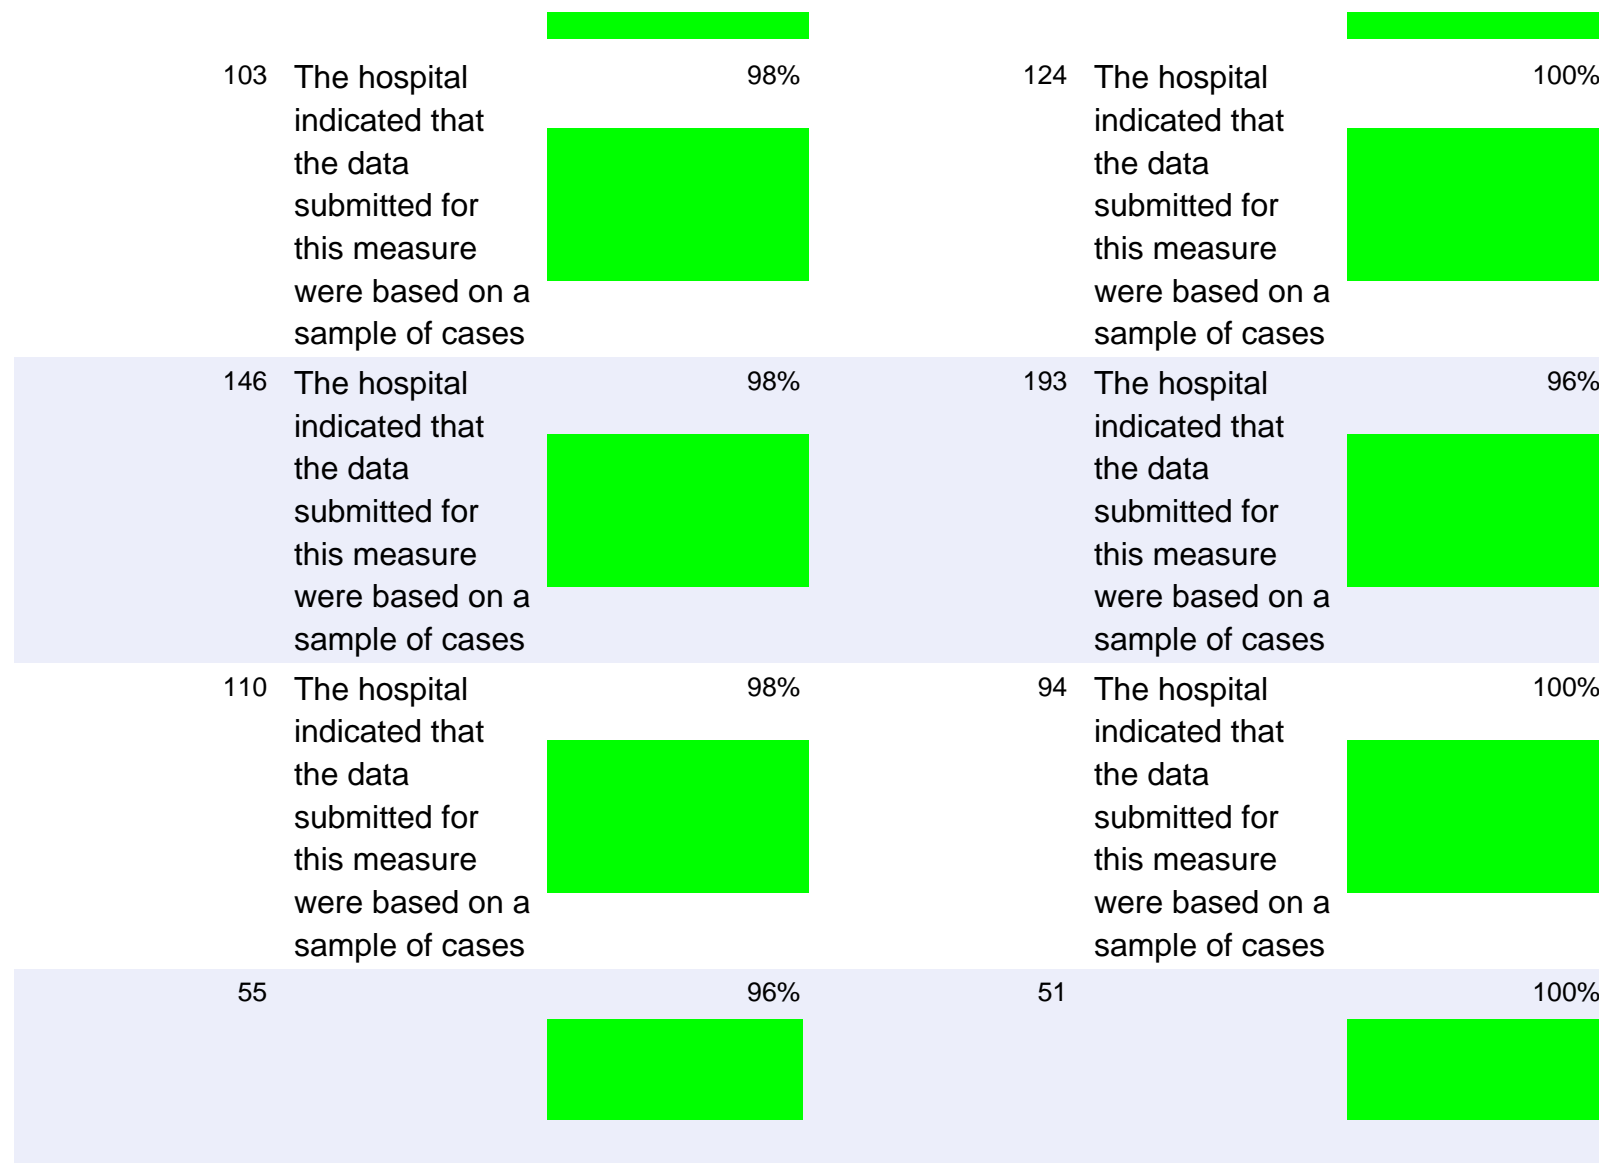 103 The hospital 98% 124 The hospital 100%
indicated that indicated that
the data the data
submitted for submitted for
this measure this measure
were based on a were based on a
sample of cases sample of cases
146 The hospital 98% 193 The hospital 96%
indicated that indicated that
the data the data
submitted for submitted for
this measure this measure
were based on a were based on a
sample of cases sample of cases
110 The hospital 98% 94 The hospital 100%
indicated that indicated that
the data the data
submitted for submitted for
this measure this measure
were based on a were based on a
sample of cases sample of cases
55 96% 51 100%